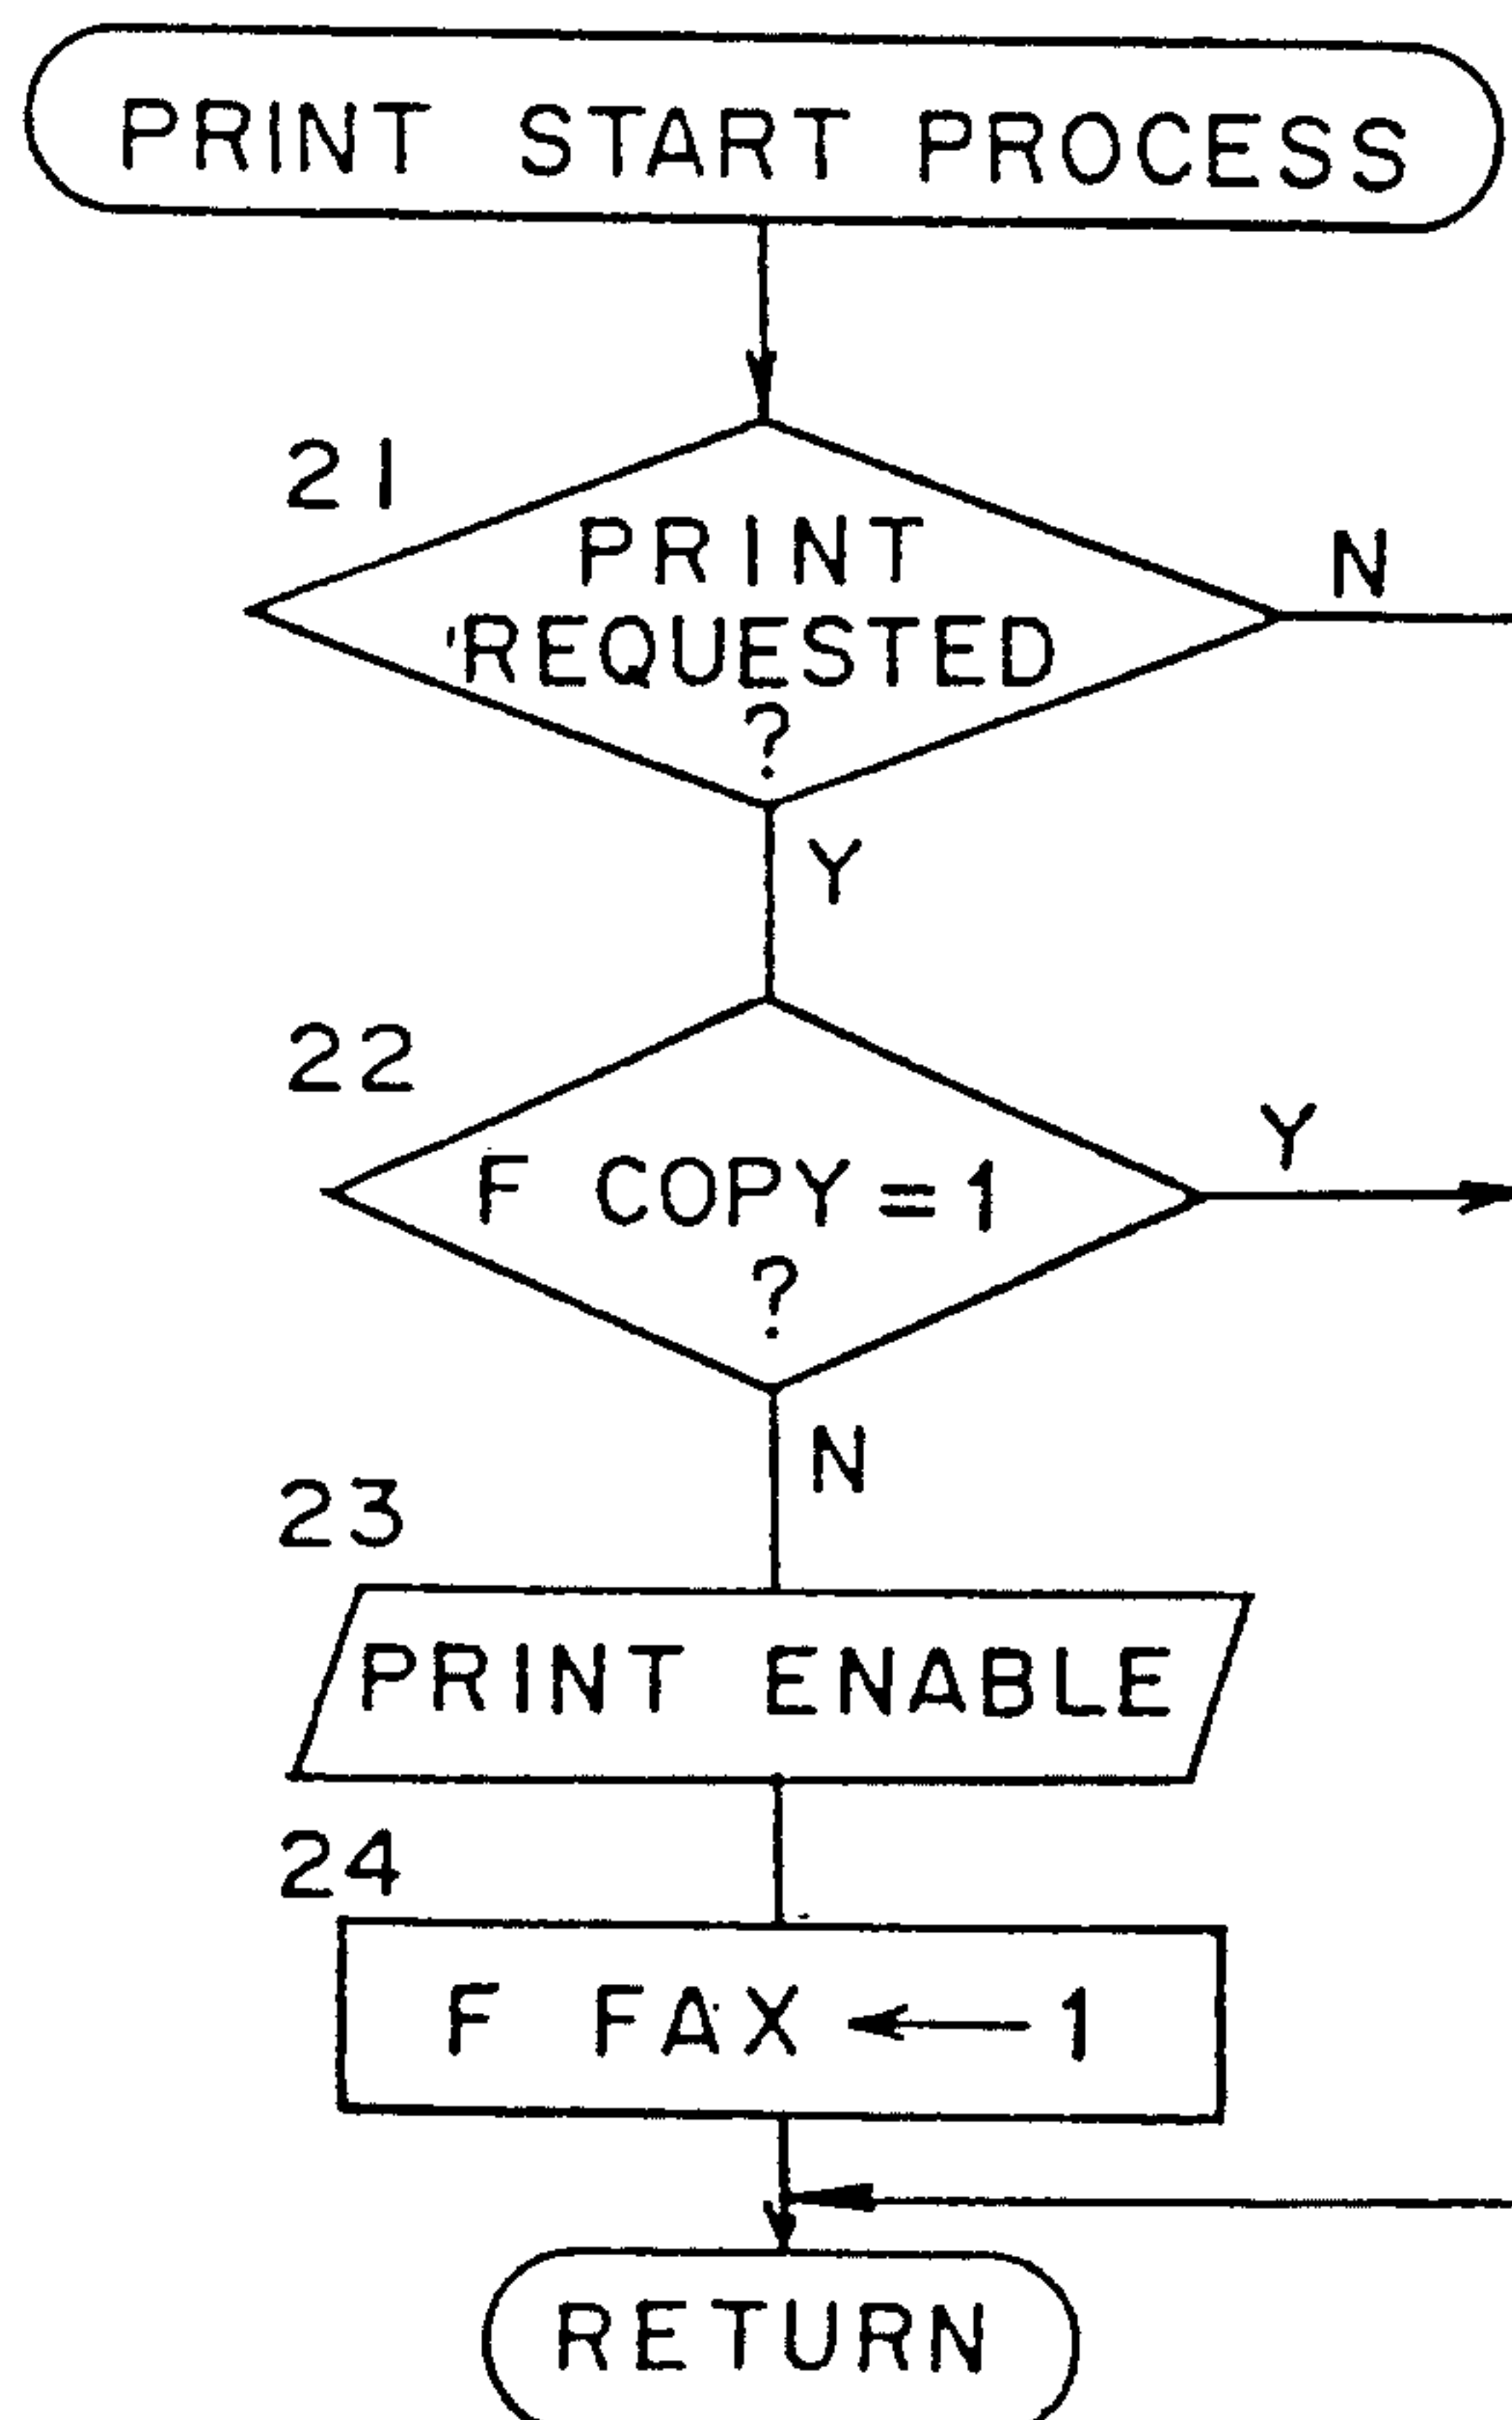 PRINT START PROCESS
21
PRINT
REQUESTED
?
N
Y
22
F COPY=1
?
Y
N
23
PRINT ENABLE
24
F FAX ← 1
RETURN